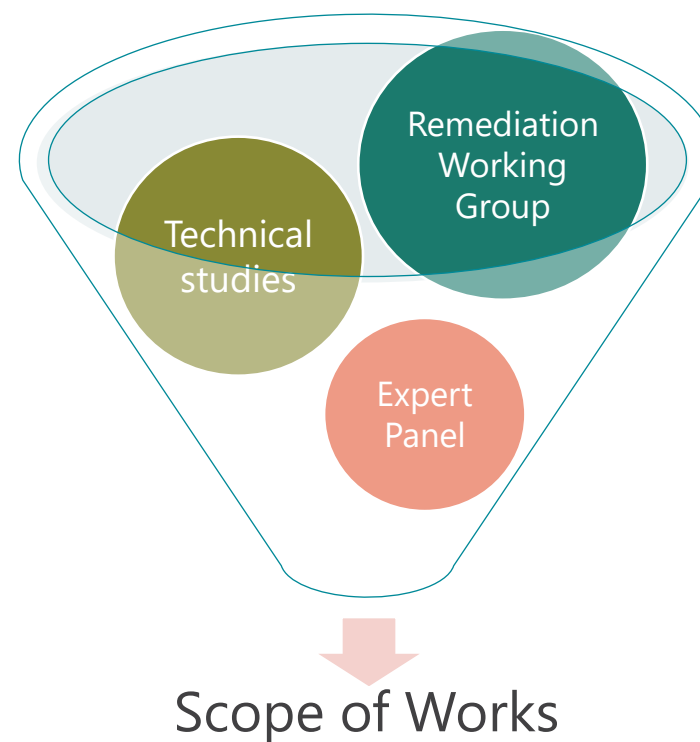 Remediation
Working
Group
Technical
studies
Expert
Panel
Scope of Works